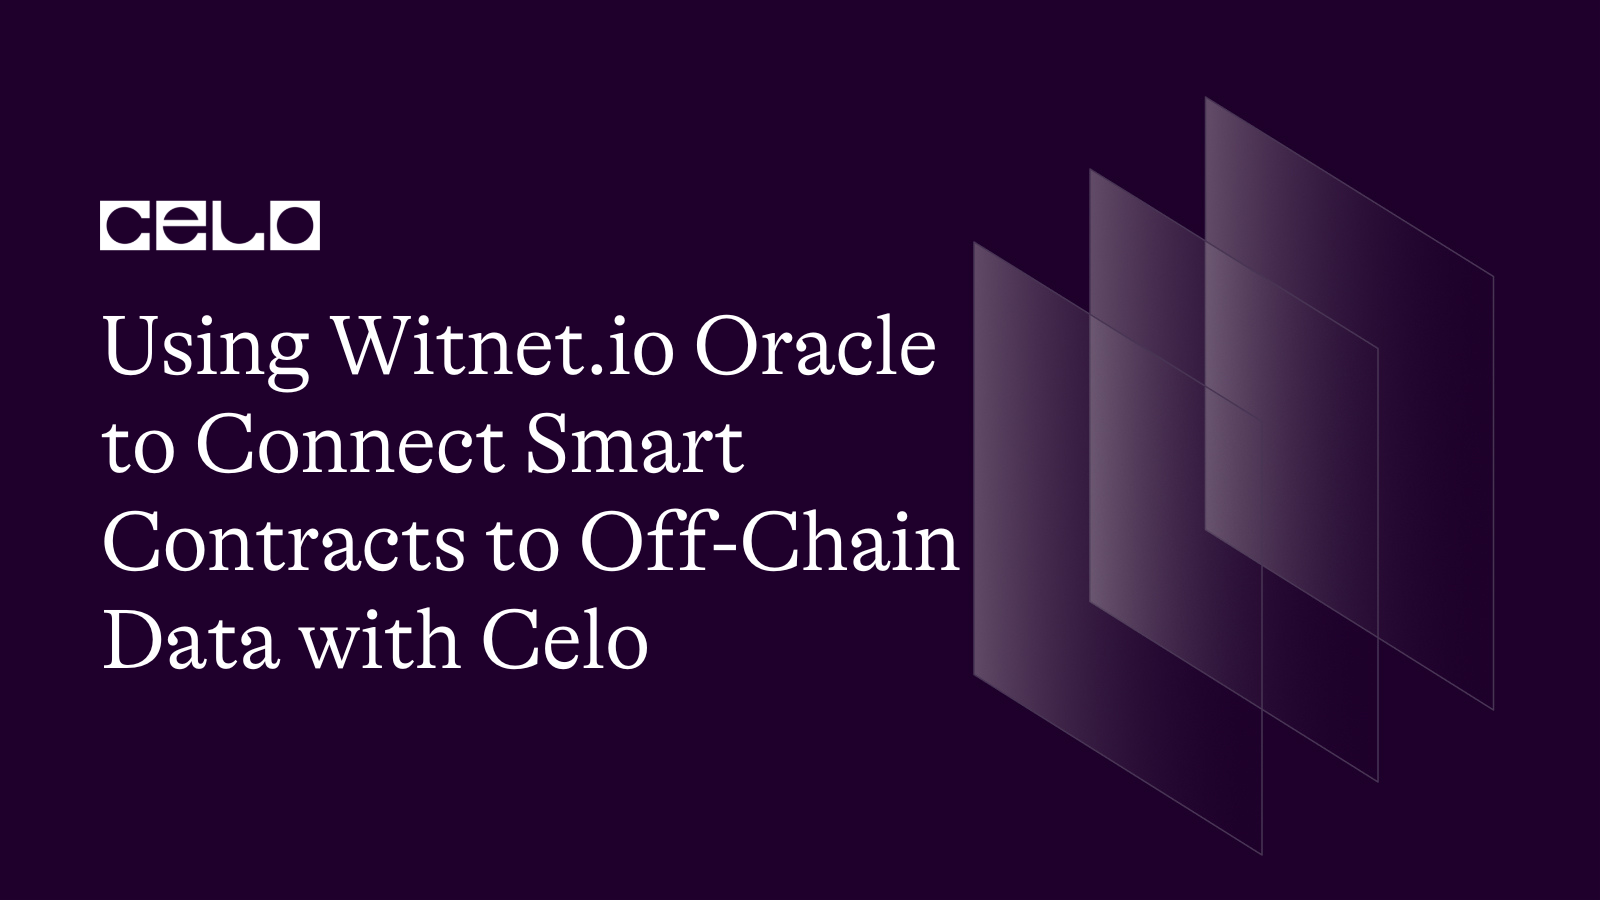 CELO
Using Witnet.io Oracle
to Connect Smart
Contracts to Off-Chain
Data with Celo